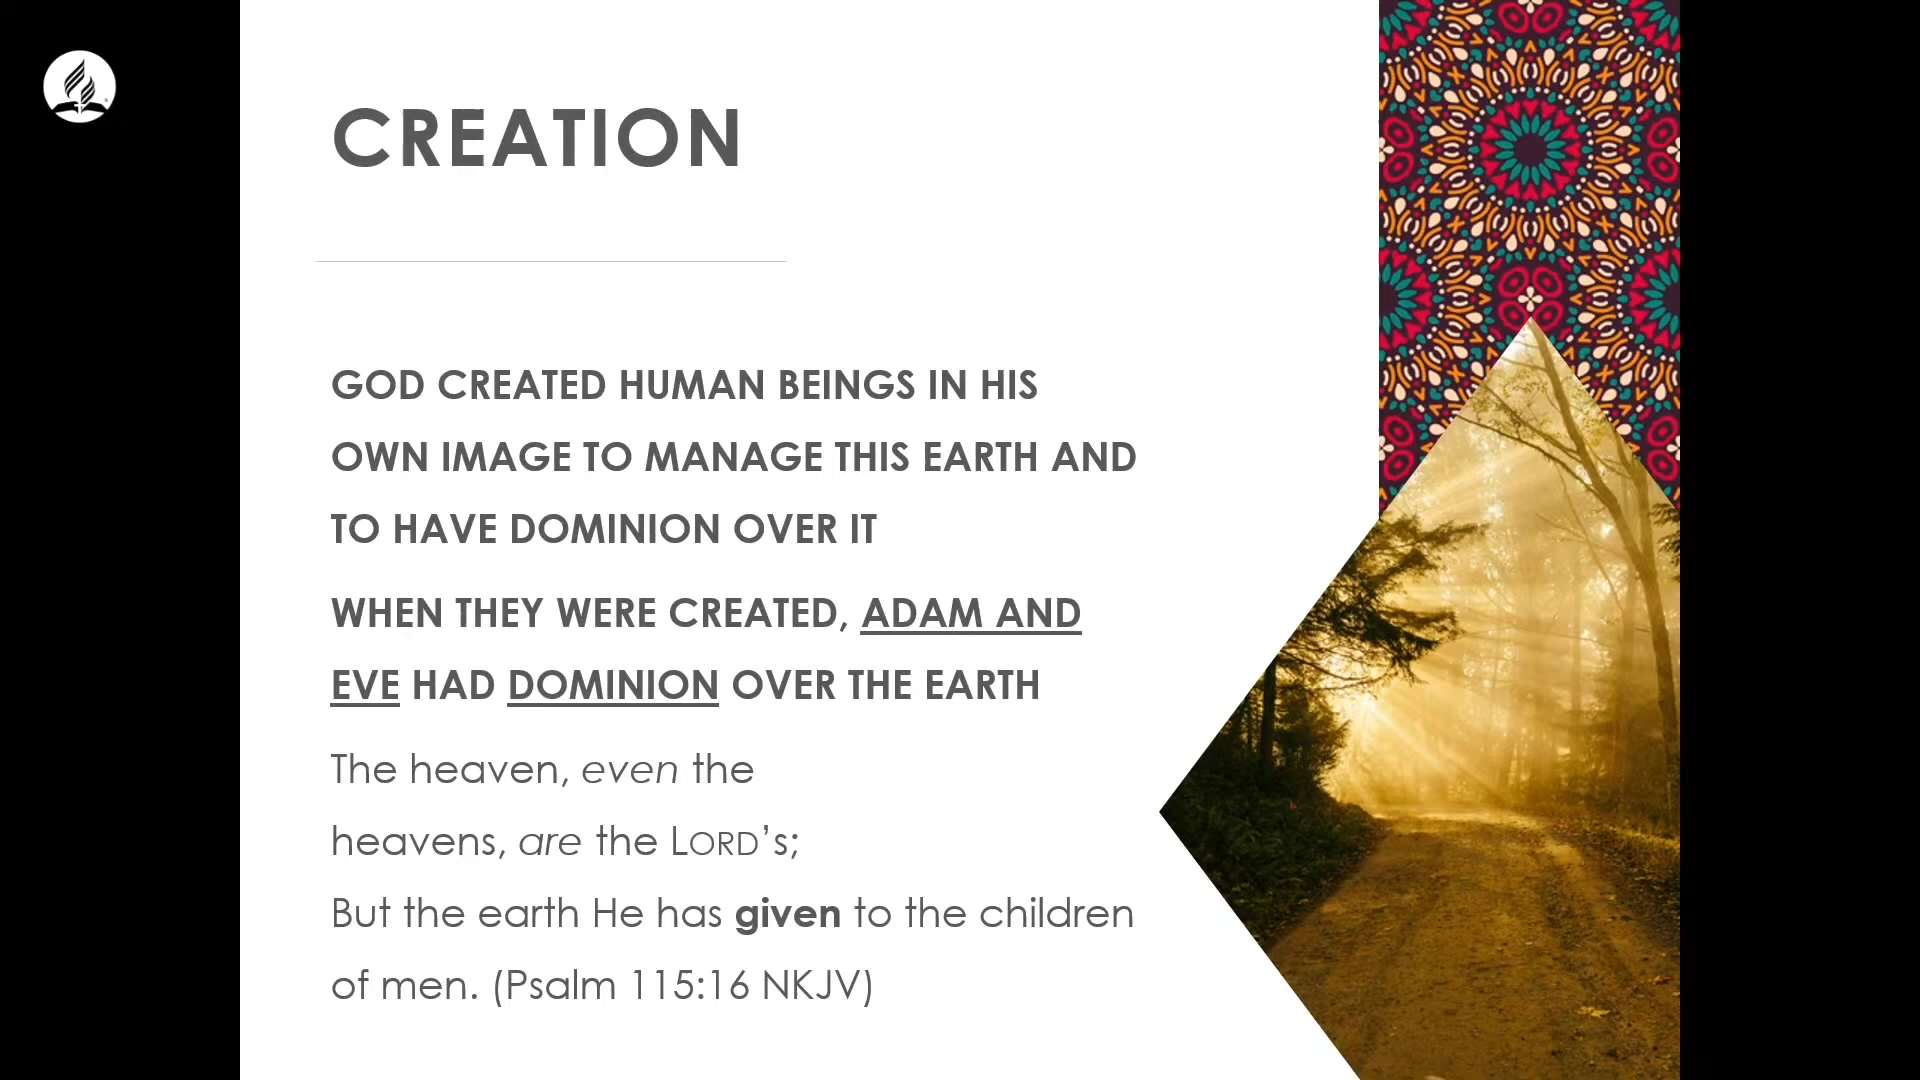 CREATION
GOD CREATED HUMAN BEINGS IN HIS
OWN IMAGE TO MANAGE THIS EARTH AND
TO HAVE DOMINION OVER IT
WHEN THEY WERE CREATED, ADAM AND
EVE HAD DOMINION OVER THE EARTH
The heaven, even the
heavens, are the LORD’s;
But the earth He has given to the children
of men. (Psalm 115:16 NKJV)